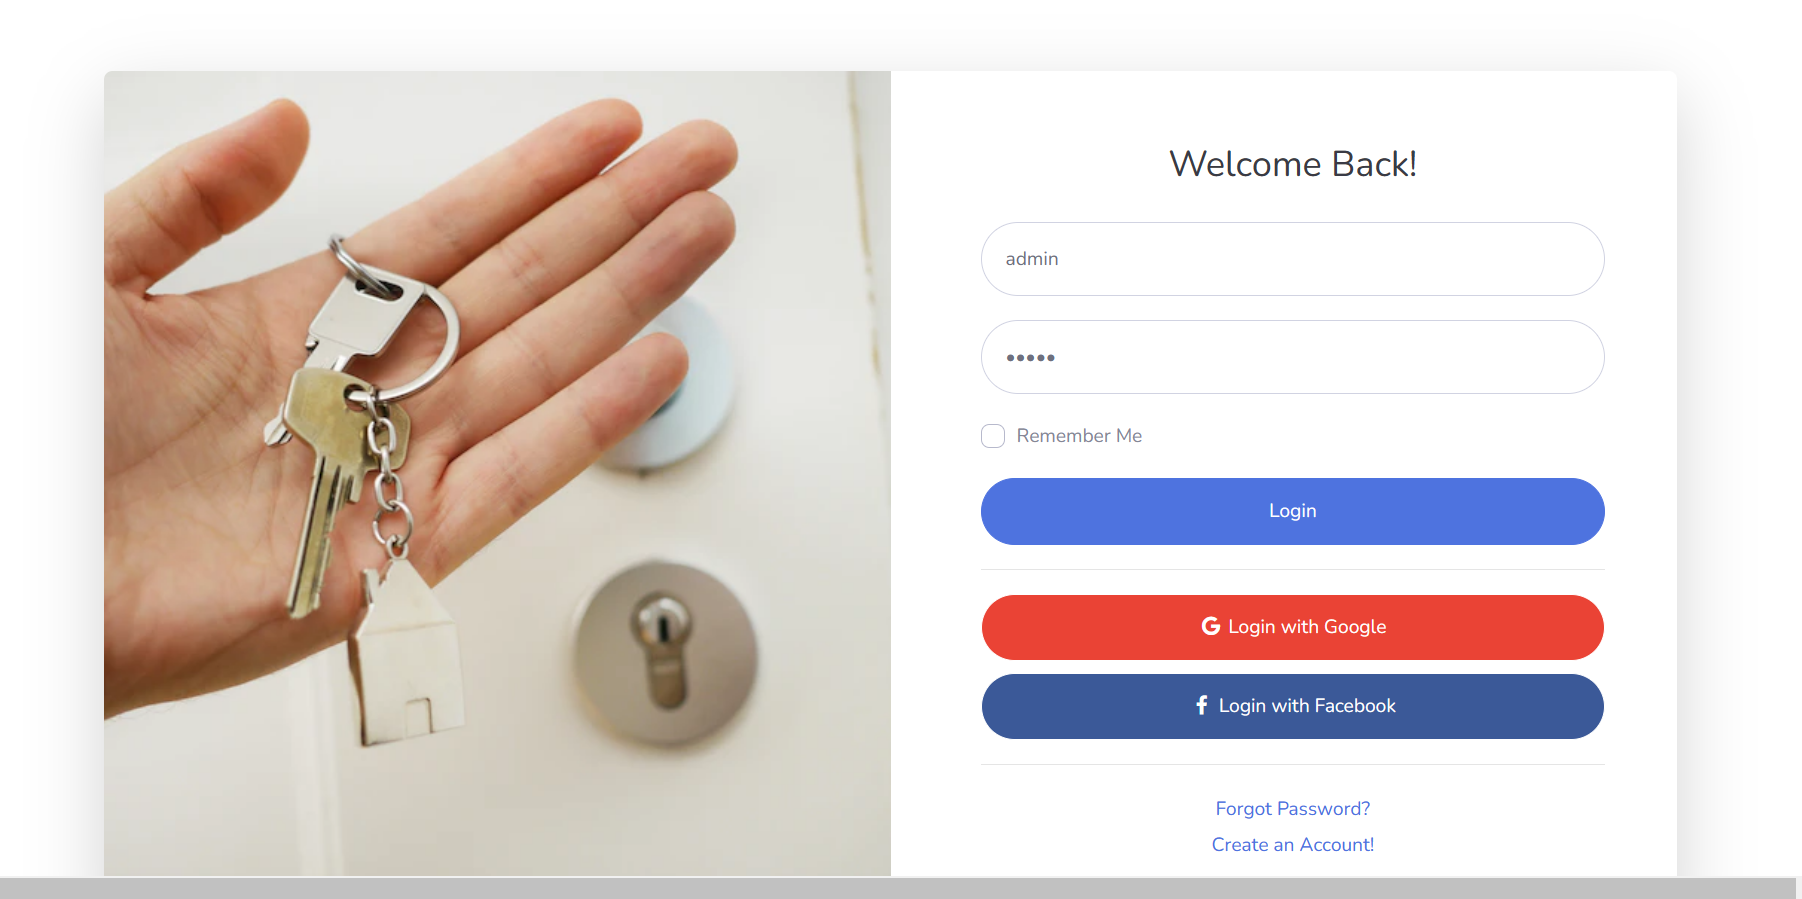 Welcome Back!
admin
•••••
Remember Me
Login
Login with Google
Login with Facebook
Forgot Password?
Create an Account!